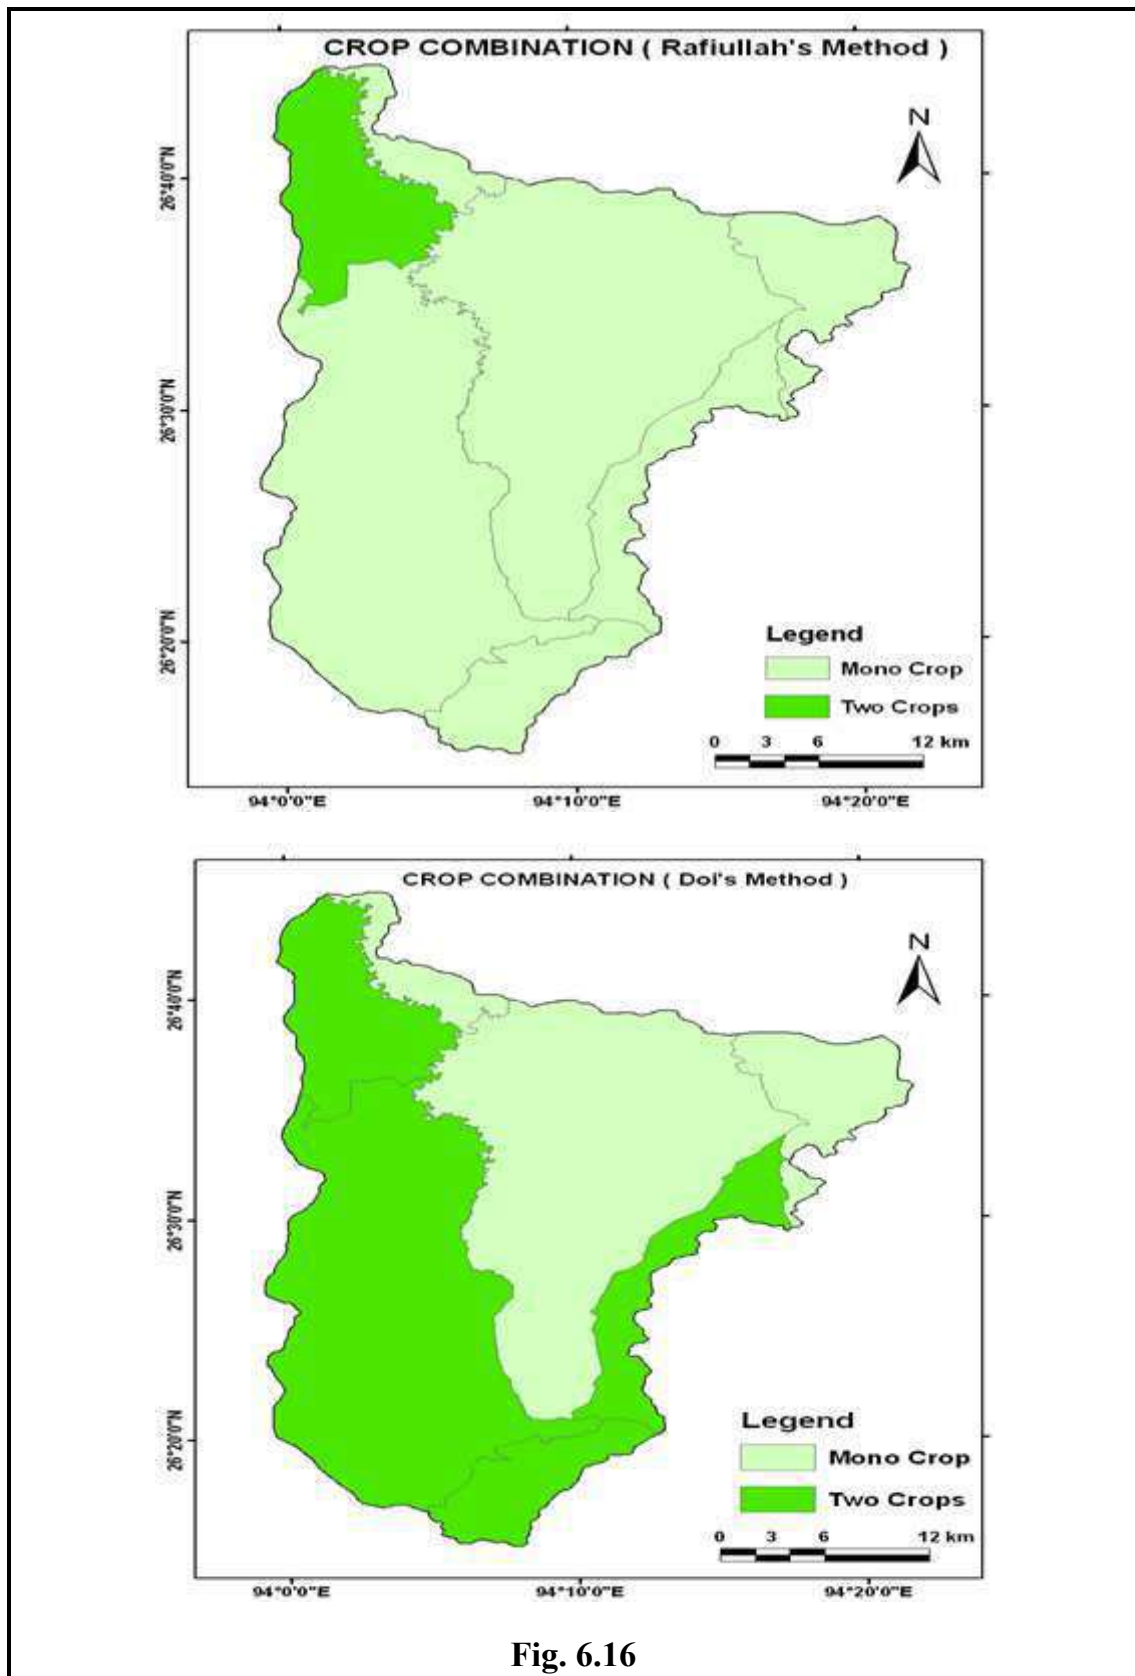 CROP COMBINATION ( Rafiullah's Method )
N
26°40'0"N
26°30'0"N
26°20'0"N
Legend
Mono Crop
Two Crops
0 3 6 12 km
94°0'0"E 94°10'0"E 94°20'0"E
CROP COMBINATION ( Doi's Method )
N
26°40'0"N
26°30'0"N
26°20'0"N
Legend
Mono Crop
Two Crops
0 3 6 12 km
94°0'0"E 94°10'0"E 94°20'0"E
Fig. 6.16